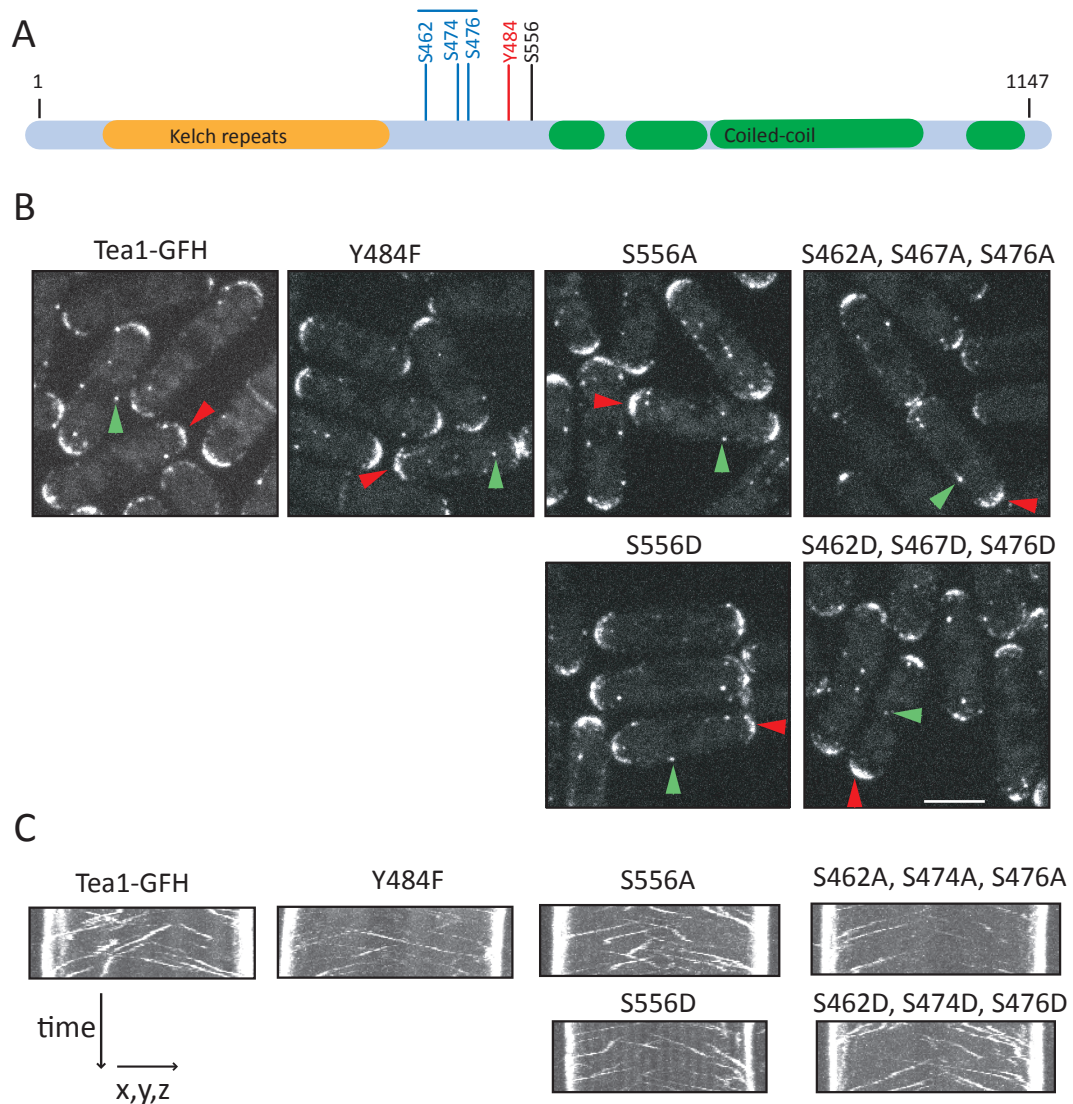 A
S462
S474
S476
Y484
S556
1
1147
Kelch repeats
Coiled-coil
B
Tea1-GFH
Y484F
S556A
S462A, S467A, S476A
S556D
S462D, S467D, S476D
C
Tea1-GFH
Y484F
S556A
S462A, S474A, S476A
S556D
S462D, S474D, S476D
time
x,y,z